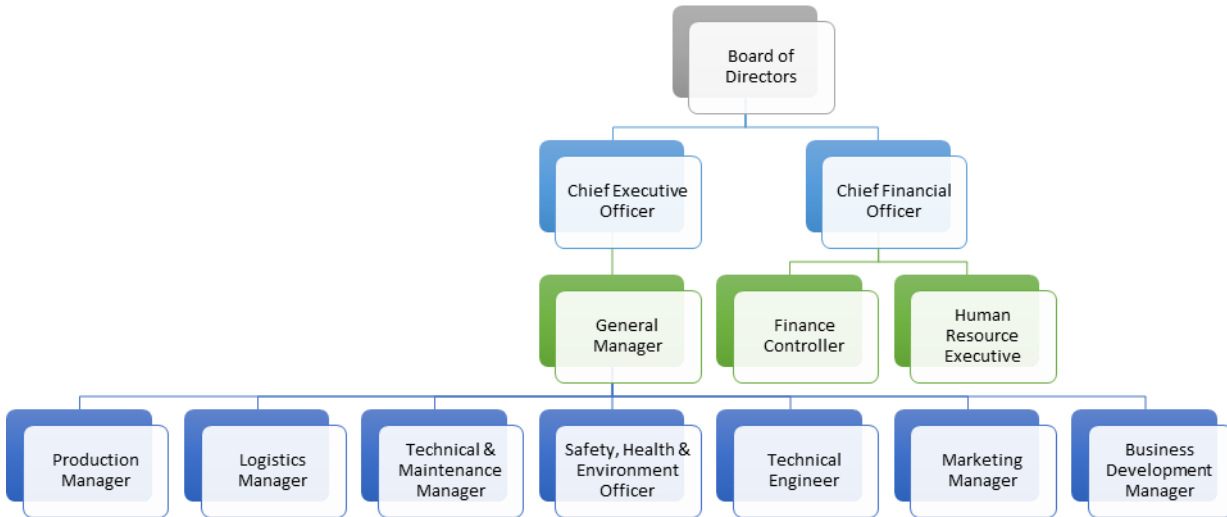 Board of
Directors
Chief Executive
Officer
Chief Financial
Officer
General
Manager
Finance
Controller
Human
Resource
Executive
Production
Manager
Logistics
Manager
Technical &
Maintenance
Manager
Safety, Health &
Environment
Officer
Technical
Engineer
Marketing
Manager
Business
Development
Manager